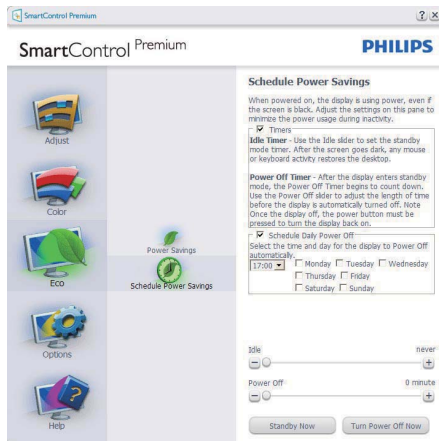 SmartControl Premium
SmartControl Premium
PHILIPS
Adjust
Color
Eco
Options
Help
Power Savings
Schedule Power Savings
Schedule Power Savings
When powered on, the display is using power, even if
the screen is black. Adjust the settings on this pane to
minimize the power usage during inactivity.
Timers
Idle Timer - Use the Idle slider to set the standby
mode timer. After the screen goes dark, any mouse
or keyboard activity restores the desktop.
Power Off Timer - After the display enters standby
mode, the Power Off Timer begins to count down.
Use the Power Off slider to adjust the length of time
before the display is automatically turned off. Note
Once the display off, the power button must be
pressed to turn the display back on.
Schedule Daily Power Off
Select the time and day for the display to Power Off
automatically.
17:00 Monday Tuesday Wednesday
Thursday Friday
Saturday Sunday
Idle never
Power Off 0 minute
Standby Now Turn Power Off Now